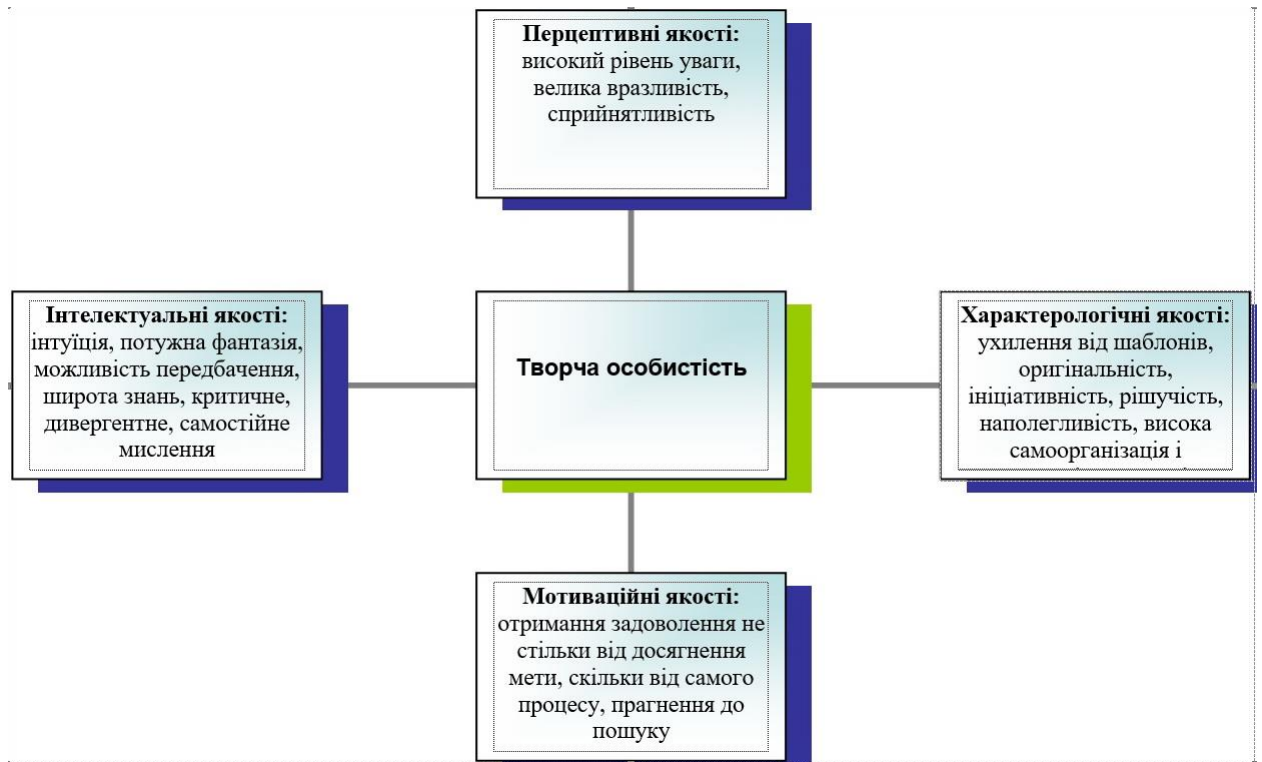 Перцептивні якості:
високий рівень уваги,
велика вразливість,
сприйнятливість
Інтелектуальні якості:
інтуїція, потужна фантазія,
можливість передбачення,
широта знань, критичне,
дивергентне, самостійне
мислення
Творча особистість
Характерологічні якості:
ухилення від шаблонів,
оригінальність,
ініціативність, рішучість,
наполегливість, висока
самоорганізація і
Мотиваційні якості:
отримання задоволення не
стільки від досягнення
мети, скільки від самого
процесу, прагнення до
пошуку